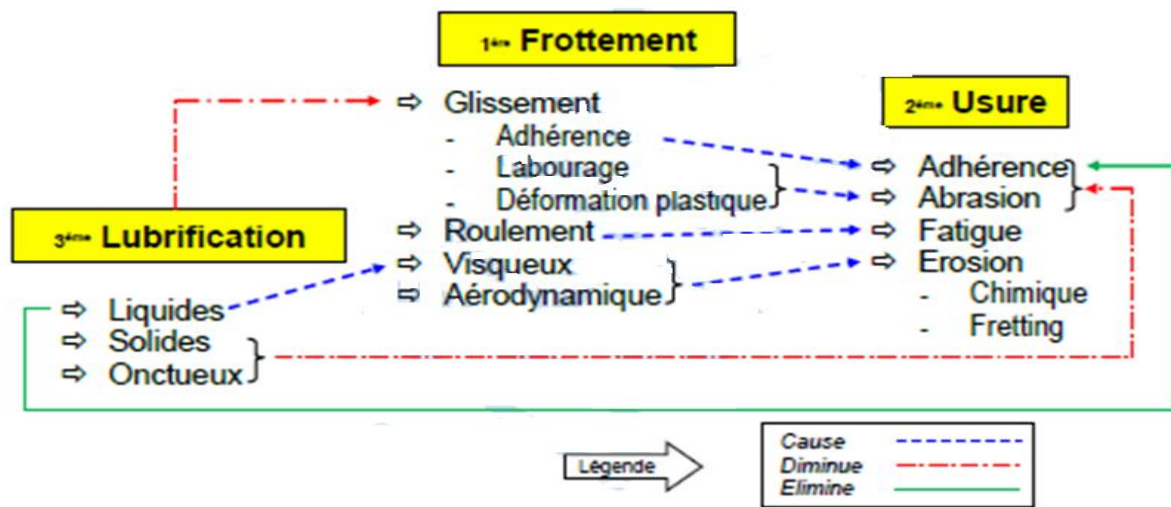 1ère Frottement
⇨ Glissement
- Adhérence
- Labourage
- Déformation plastique
⇨ Roulement
⇨ Visqueux
⇨ Aérodynamique
2ème Usure
⇨ Adhérence
⇨ Abrasion
⇨ Fatigue
⇨ Erosion
- Chimique
- Fretting
3ème Lubrification
⇨ Liquides
⇨ Solides
⇨ Onctueux
Légende
Cause
Diminue
Elimine